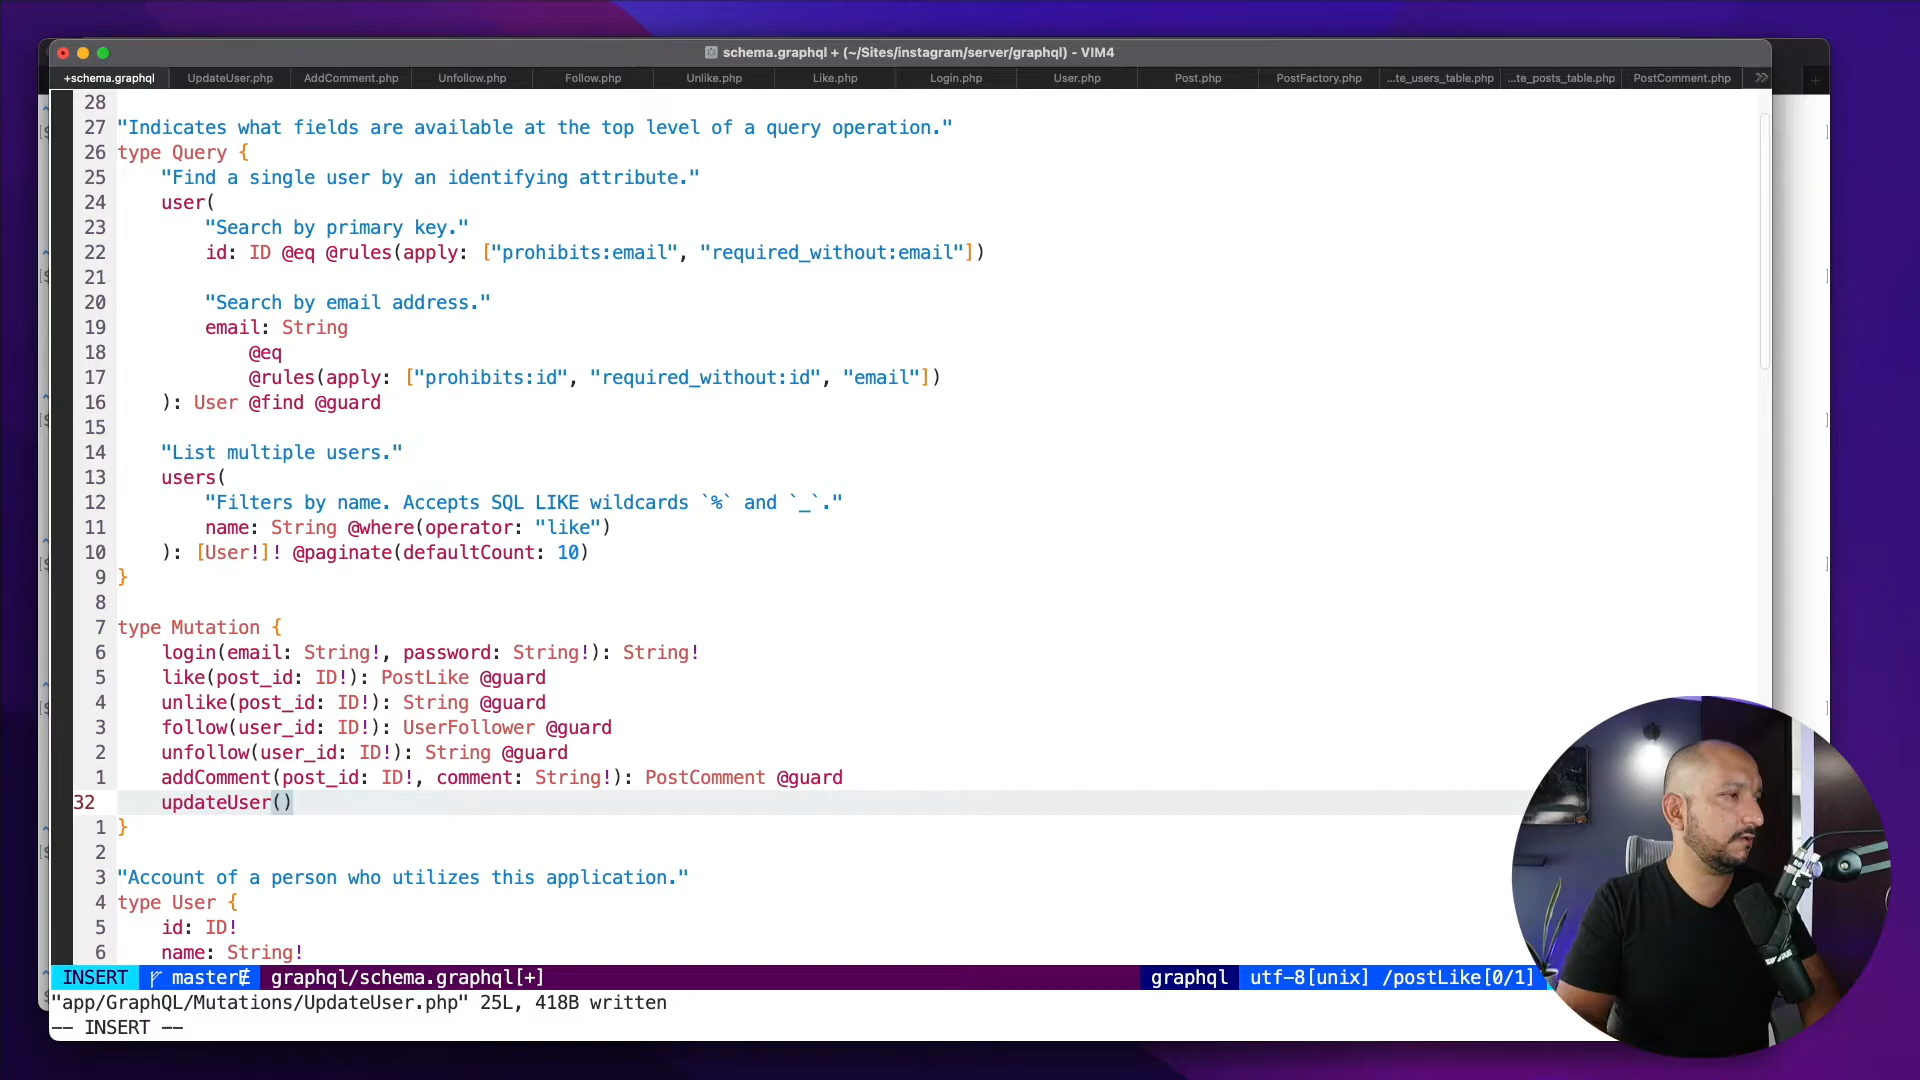 schema.graphql + (~/Sites/instagram/server/graphql) - VIM4
+schema.graphql UpdateUser.php AddComment.php Unfollow.php Follow.php Unlike.php Like.php Login.php User.php Post.php PostFactory.php ...te_users_table.php ...te_posts_table.php PostComment.php >>
28
27 "Indicates what fields are available at the top level of a query operation."
26 type Query {
25 "Find a single user by an identifying attribute."
24 user(
23 "Search by primary key."
22 id: ID @eq @rules(apply: ["prohibits:email", "required_without:email"])
21
20 "Search by email address."
19 email: String
18 @eq
17 @rules(apply: ["prohibits:id", "required_without:id", "email"])
16 ): User @find @guard
15
14 "List multiple users."
13 users(
12 "Filters by name. Accepts SQL LIKE wildcards `%` and `_`."
11 name: String @where(operator: "like")
10 ): [User!]! @paginate(defaultCount: 10)
9 }
8
7 type Mutation {
6 login(email: String!, password: String!): String!
5 like(post_id: ID!): PostLike @guard
4 unlike(post_id: ID!): String @guard
3 follow(user_id: ID!): UserFollower @guard
2 unfollow(user_id: ID!): String @guard
1 addComment(post_id: ID!, comment: String!): PostComment @guard
32 updateUser()
1 }
2
3 "Account of a person who utilizes this application."
4 type User {
5 id: ID!
6 name: String!
INSERT master graphql/schema.graphql[+] graphql utf-8[unix] /postLike[0/1]
"app/GraphQL/Mutations/UpdateUser.php" 25L, 418B written
-- INSERT --